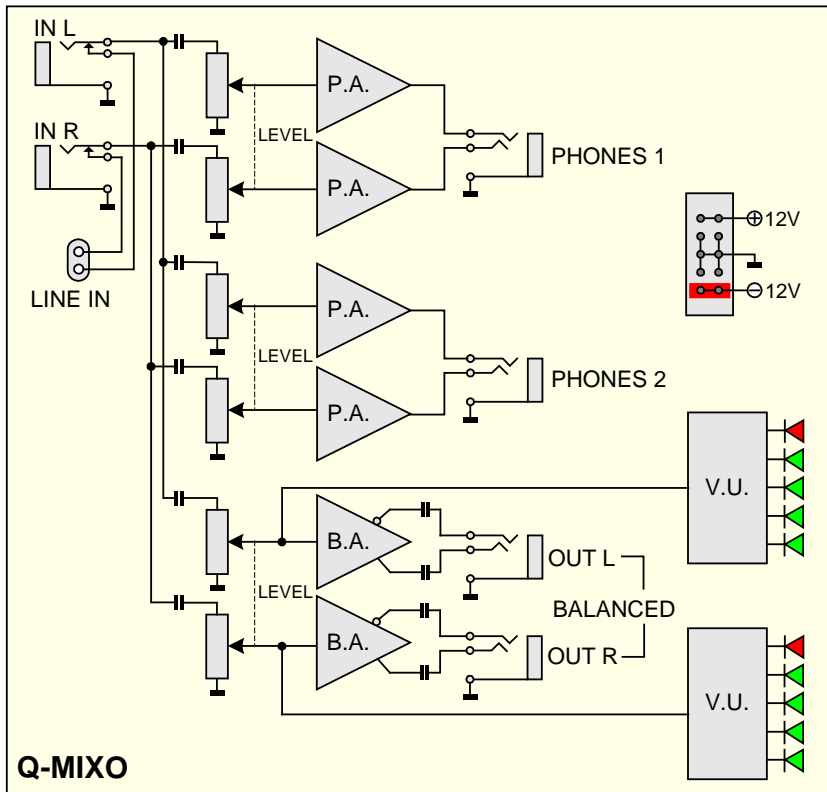 IN L
P.A.
LEVEL
IN R
P.A.
PHONES 1
12V
12V
LINE IN
P.A.
LEVEL
P.A.
PHONES 2
V.U.
B.A.
OUT L
LEVEL
BALANCED
B.A.
OUT R
V.U.
Q-MIXO